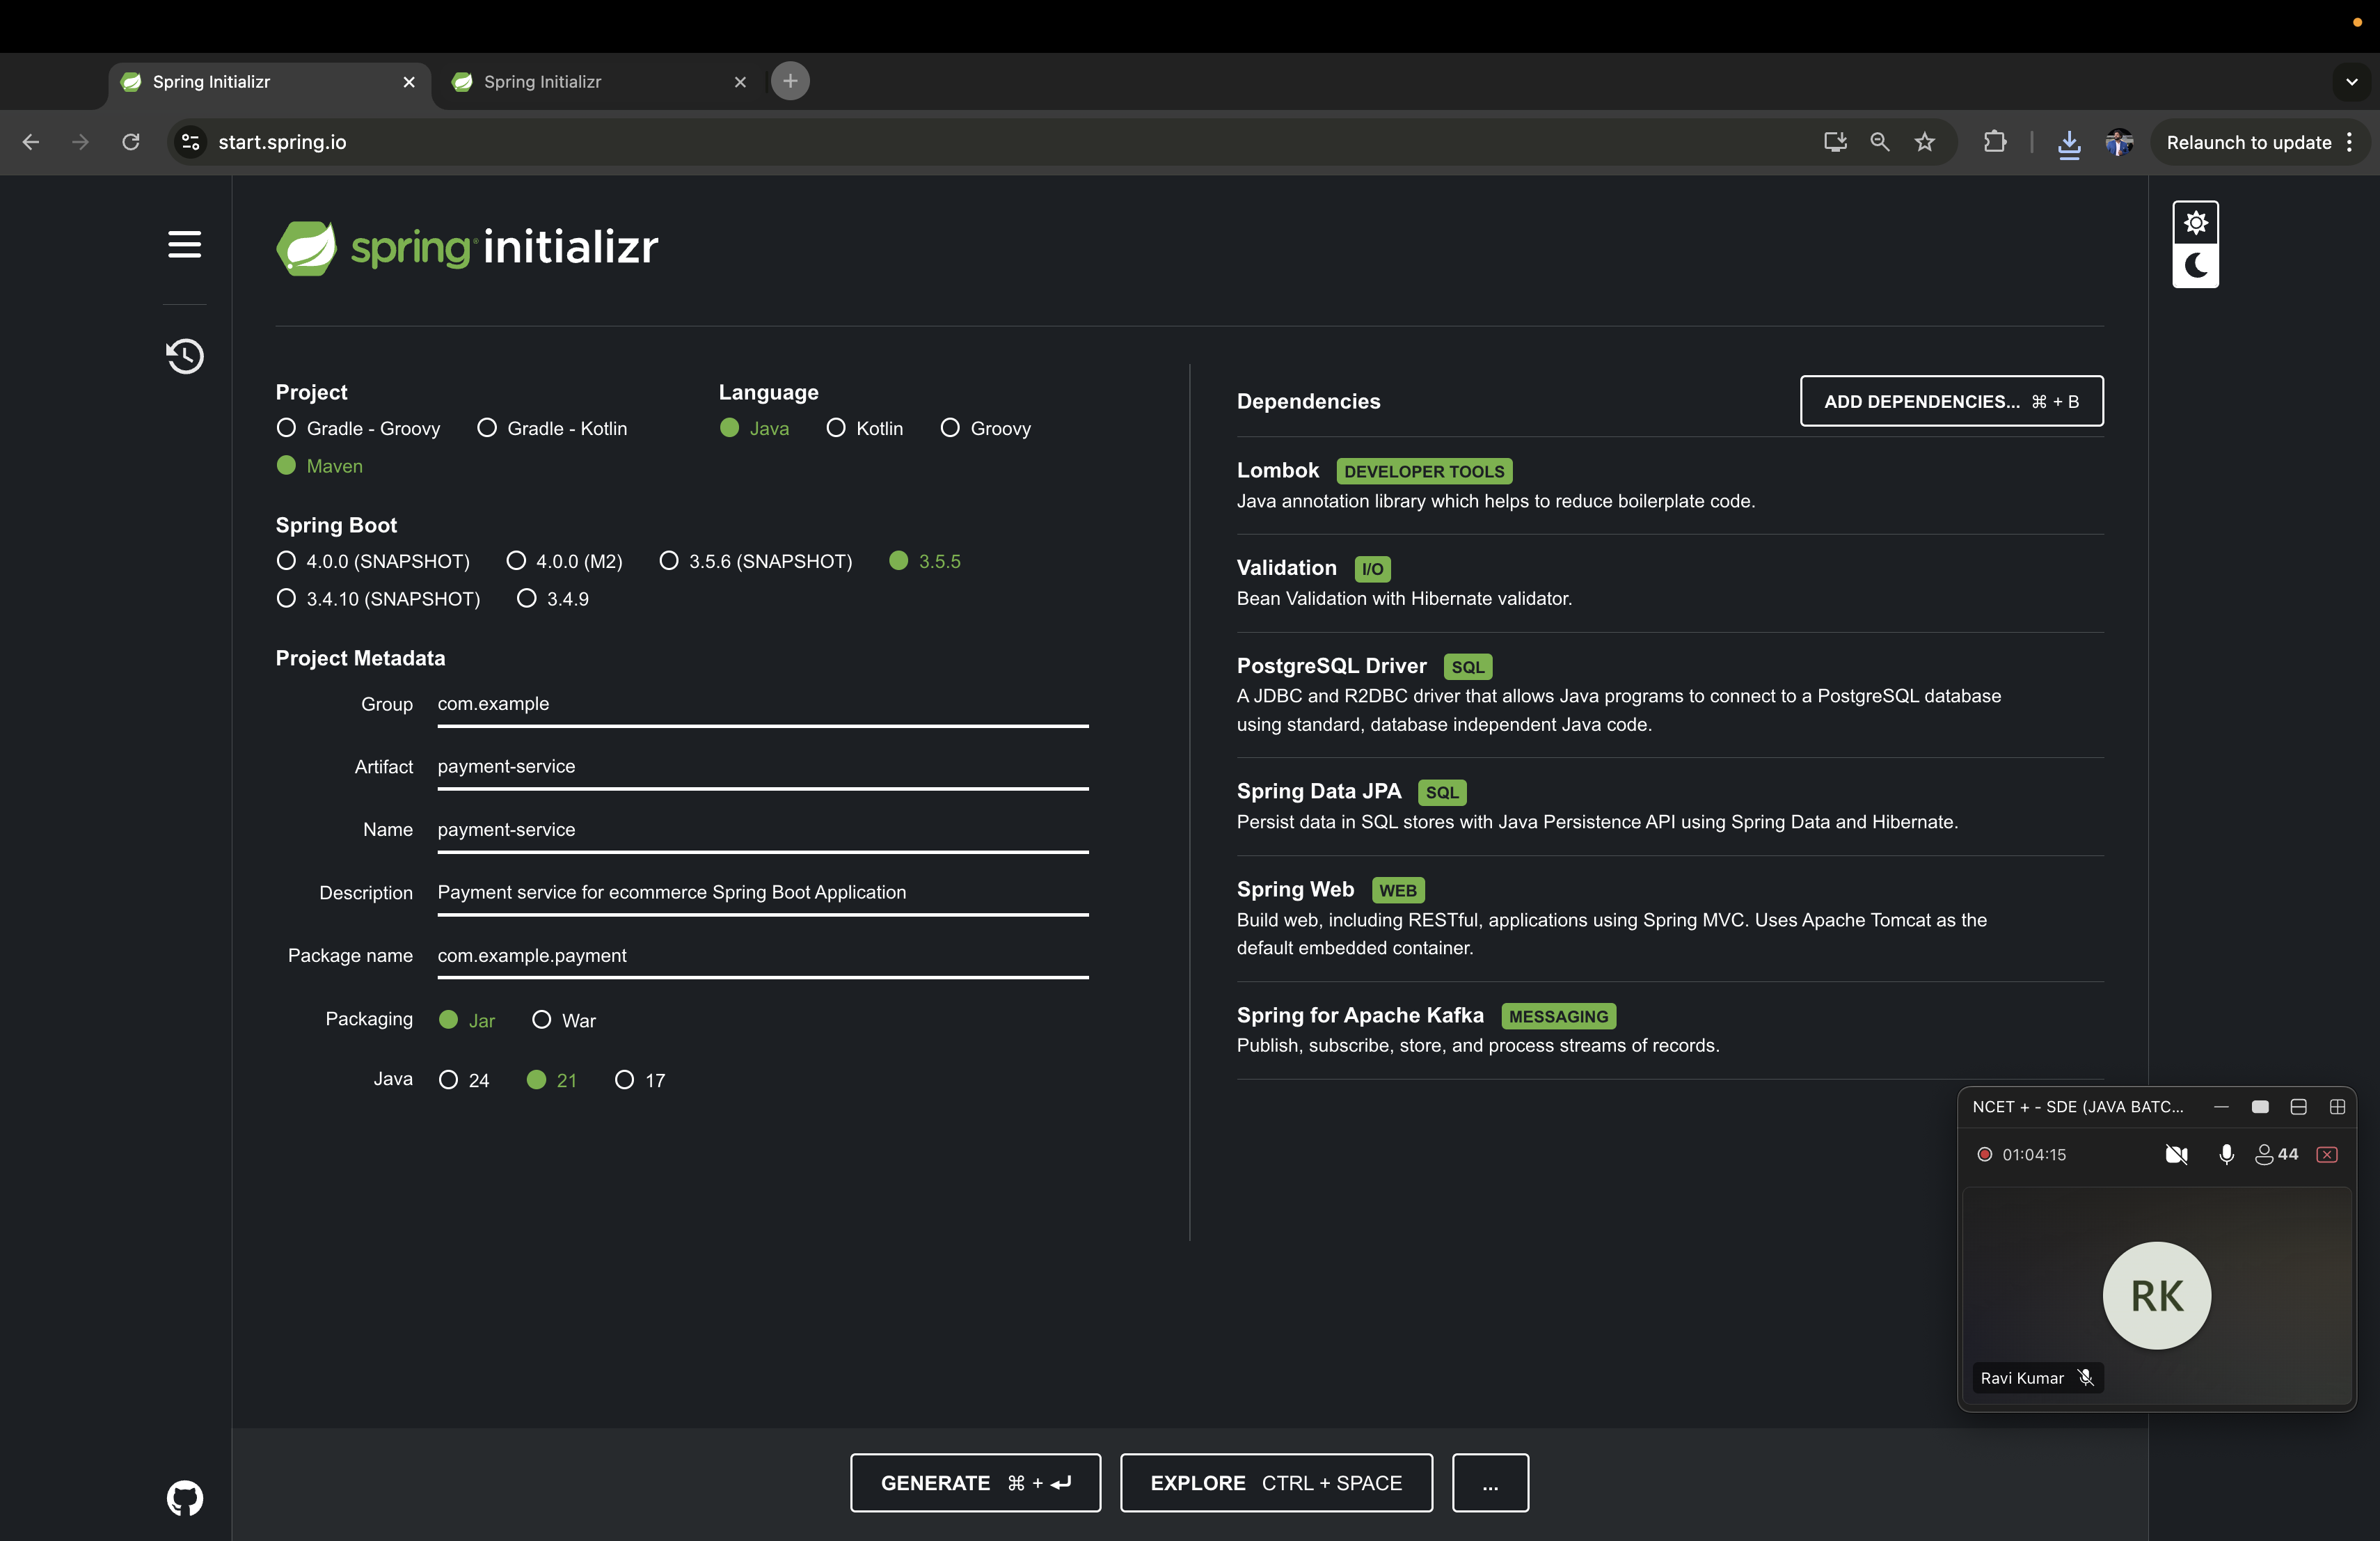 Spring Initializr
Spring Initializr
start.spring.io
Relaunch to update
spring initializr
Project
Gradle - Groovy
Gradle - Kotlin
Maven
Language
Java
Kotlin
Groovy
Spring Boot
4.0.0 (SNAPSHOT)
4.0.0 (M2)
3.5.6 (SNAPSHOT)
3.5.5
3.4.10 (SNAPSHOT)
3.4.9
Project Metadata
Group com.example
Artifact payment-service
Name payment-service
Description Payment service for ecommerce Spring Boot Application
Package name com.example.payment
Packaging Jar War
Java 24 21 17
Dependencies
ADD DEPENDENCIES... ⌘ + B
Lombok DEVELOPER TOOLS
Java annotation library which helps to reduce boilerplate code.
Validation I/O
Bean Validation with Hibernate validator.
PostgreSQL Driver SQL
A JDBC and R2DBC driver that allows Java programs to connect to a PostgreSQL database
using standard, database independent Java code.
Spring Data JPA SQL
Persist data in SQL stores with Java Persistence API using Spring Data and Hibernate.
Spring Web WEB
Build web, including RESTful, applications using Spring MVC. Uses Apache Tomcat as the
default embedded container.
Spring for Apache Kafka MESSAGING
Publish, subscribe, store, and process streams of records.
NCET + - SDE (JAVA BATC...
01:04:15
44
RK
Ravi Kumar
GENERATE ⌘ + ⏎
EXPLORE CTRL + SPACE
...